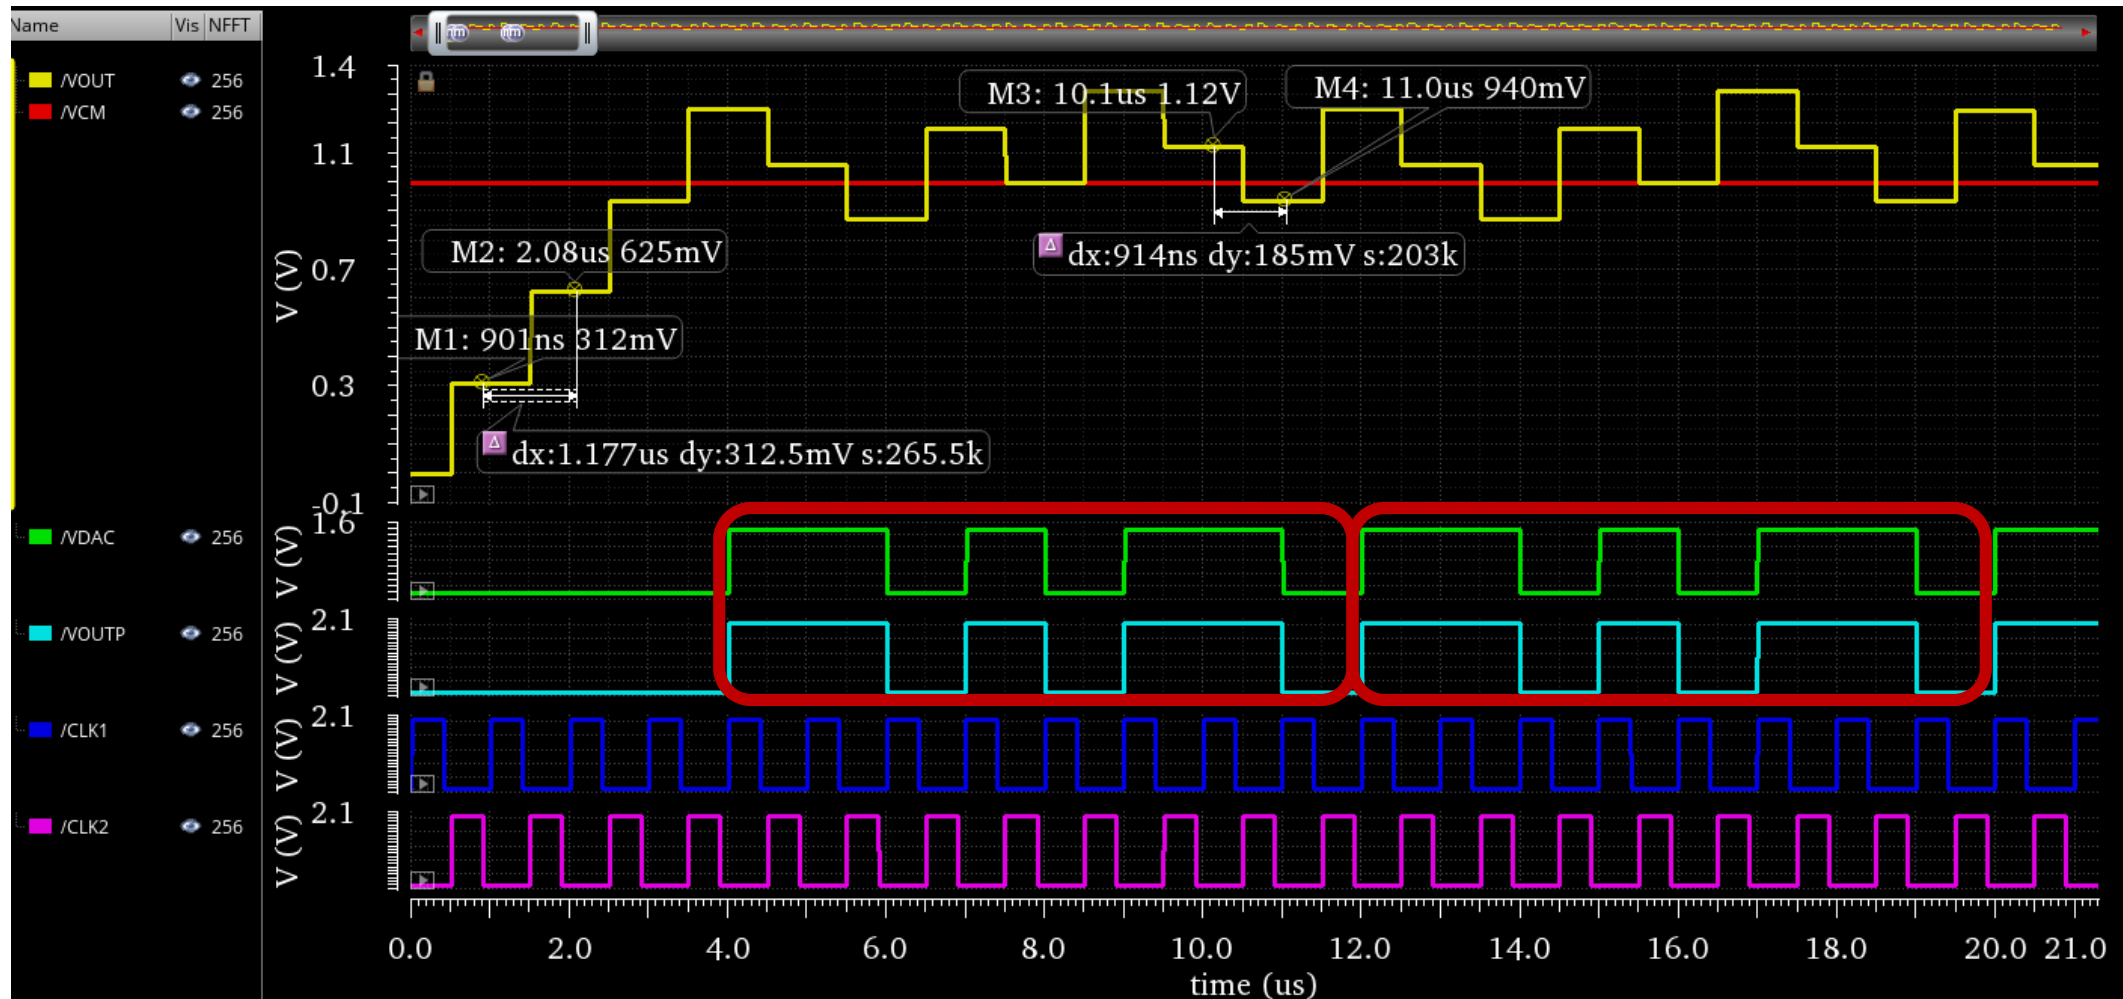 Name Vis NFFT
/VOUT 256
/VCM 256
1.4
1.1
0.7
0.3
-0.1
V (V)
M3: 10.1us 1.12V
M4: 11.0us 940mV
M2: 2.08us 625mV
dx:914ns dy:185mV s:203k
M1: 901ns 312mV
dx:1.177us dy:312.5mV s:265.5k
/VDAC 256
V (V)
1.6
/VOUTP 256
V (V)
2.1
/CLK1 256
V (V)
2.1
/CLK2 256
V (V)
2.1
0.0 2.0 4.0 6.0 8.0 10.0 12.0 14.0 16.0 18.0 20.0 21.0
time (us)